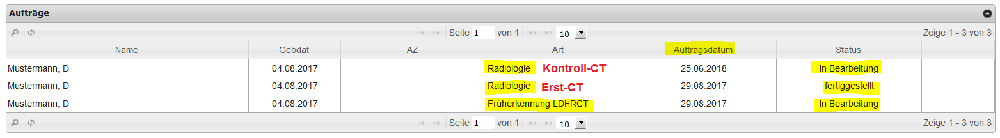 Aufträge
Seite 1 von 1 10 Zeige 1 - 3 von 3
Name Gebdat AZ Art Auftragsdatum Status
Mustermann, D 04.08.2017 Radiologie Kontroll-CT 25.06.2018 In Bearbeitung
Mustermann, D 04.08.2017 Radiologie Erst-CT 29.08.2017 fertiggestellt
Mustermann, D 04.08.2017 Früherkennung LDHRCT 29.08.2017 In Bearbeitung
Seite 1 von 1 10 Zeige 1 - 3 von 3